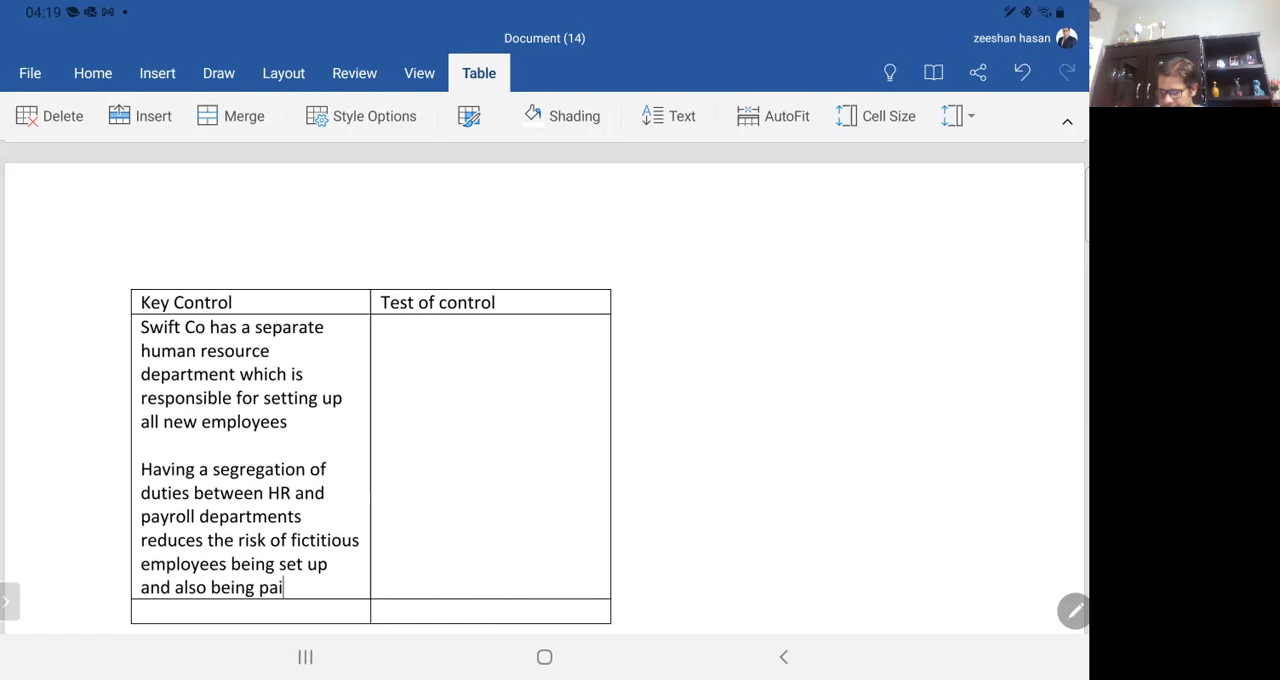 04:19
Document (14)
zeeshan hasan
File Home Insert Draw Layout Review View Table
Delete Insert Merge Style Options Shading Text AutoFit Cell Size
Key Control
Test of control
Swift Co has a separate
human resource
department which is
responsible for setting up
all new employees
Having a segregation of
duties between HR and
payroll departments
reduces the risk of fictitious
employees being set up
and also being pai